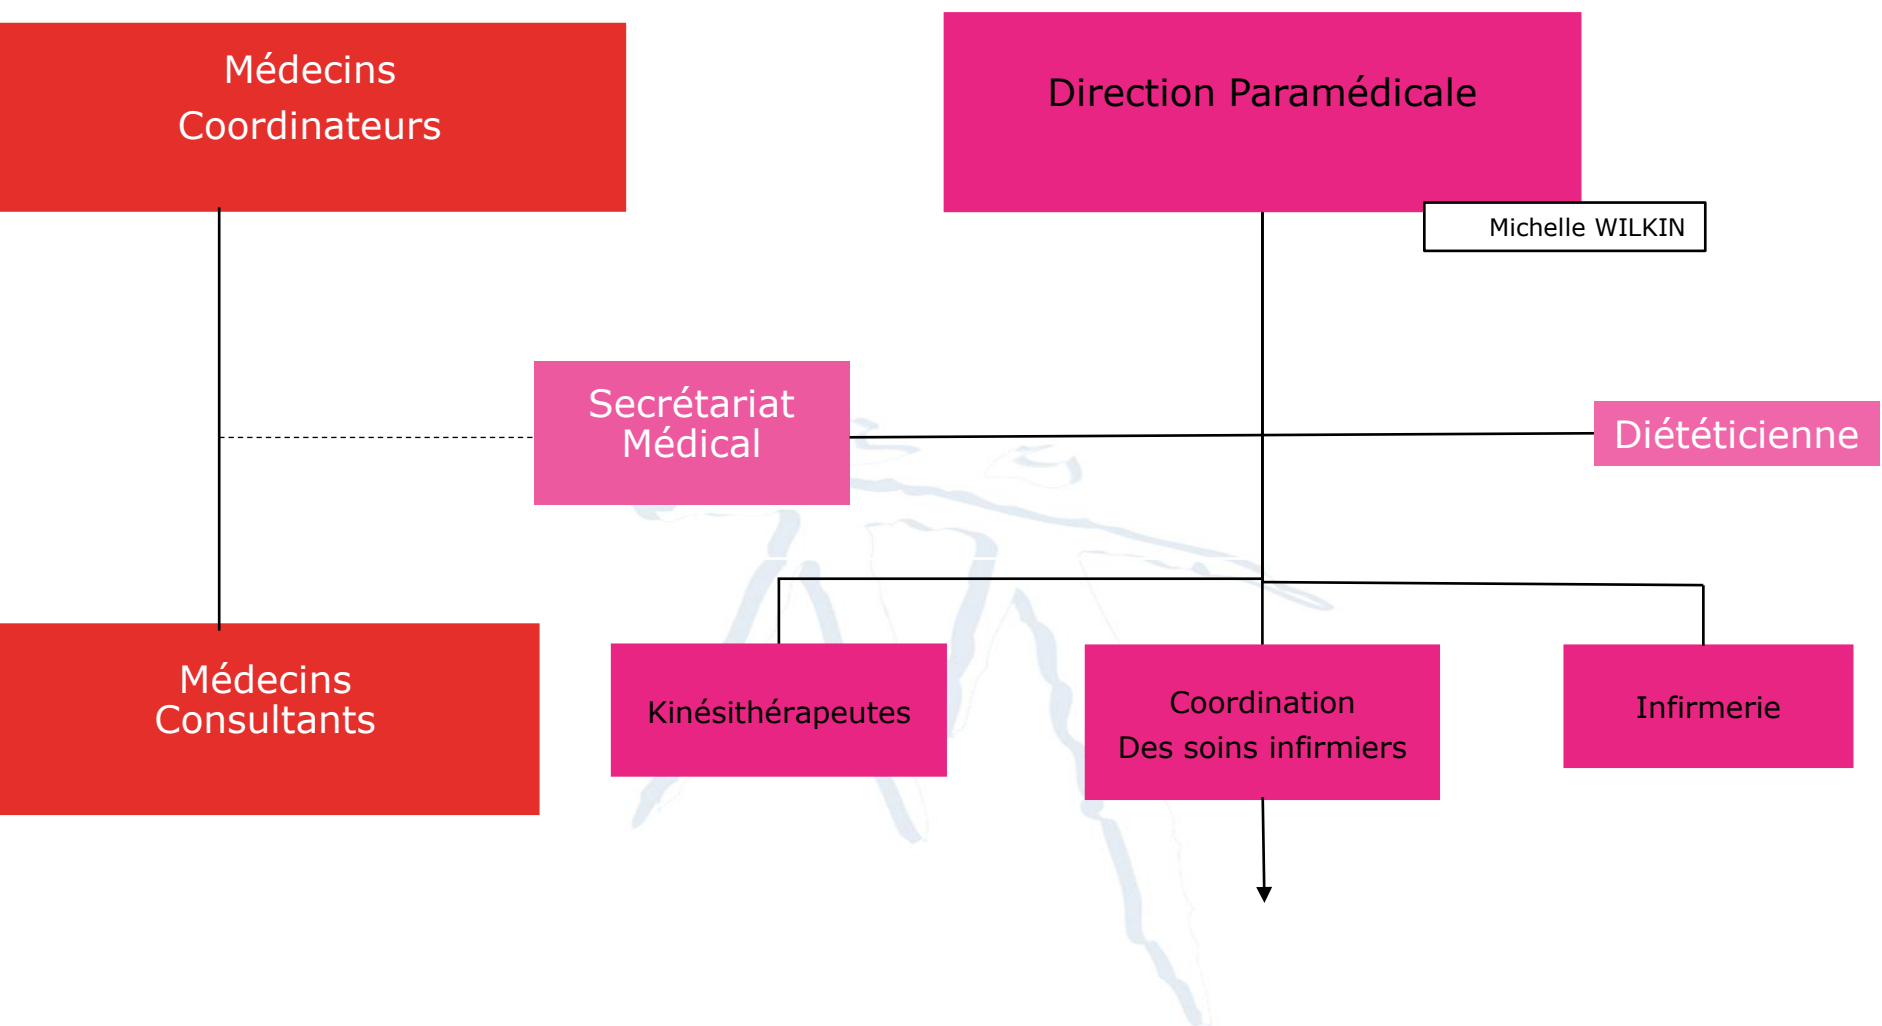 Médecins
Coordinateurs
Direction Paramédicale
Michelle WILKIN
Secrétariat
Médical
Diététicienne
Médecins
Consultants
Kinésithérapeutes
Coordination
Des soins infirmiers
Infirmerie